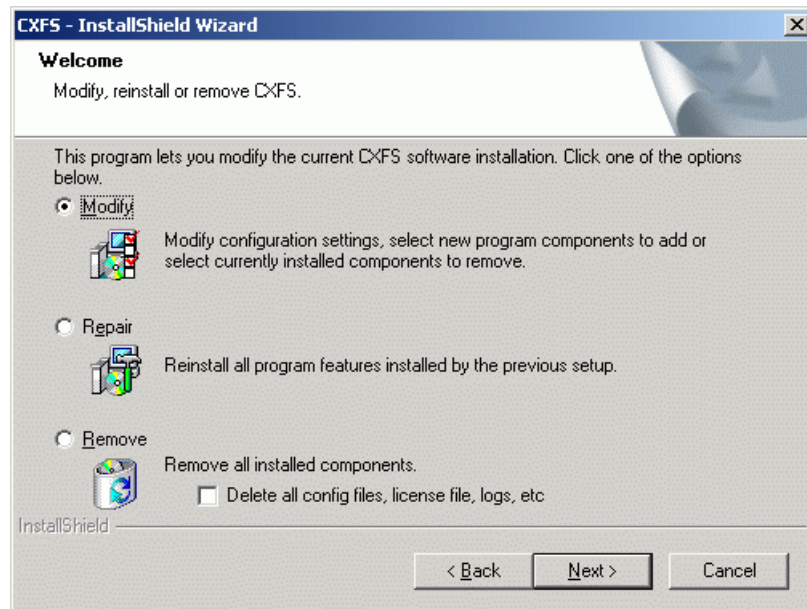 CXFS - InstallShield Wizard
Welcome
Modify, reinstall or remove CXFS.
This program lets you modify the current CXFS software installation. Click one of the options
below.
Modify
Modify configuration settings, select new program components to add or
select currently installed components to remove.
Repair
Reinstall all program features installed by the previous setup.
Remove
Remove all installed components.
Delete all config files, license file, logs, etc
InstallShield
< Back
Next >
Cancel